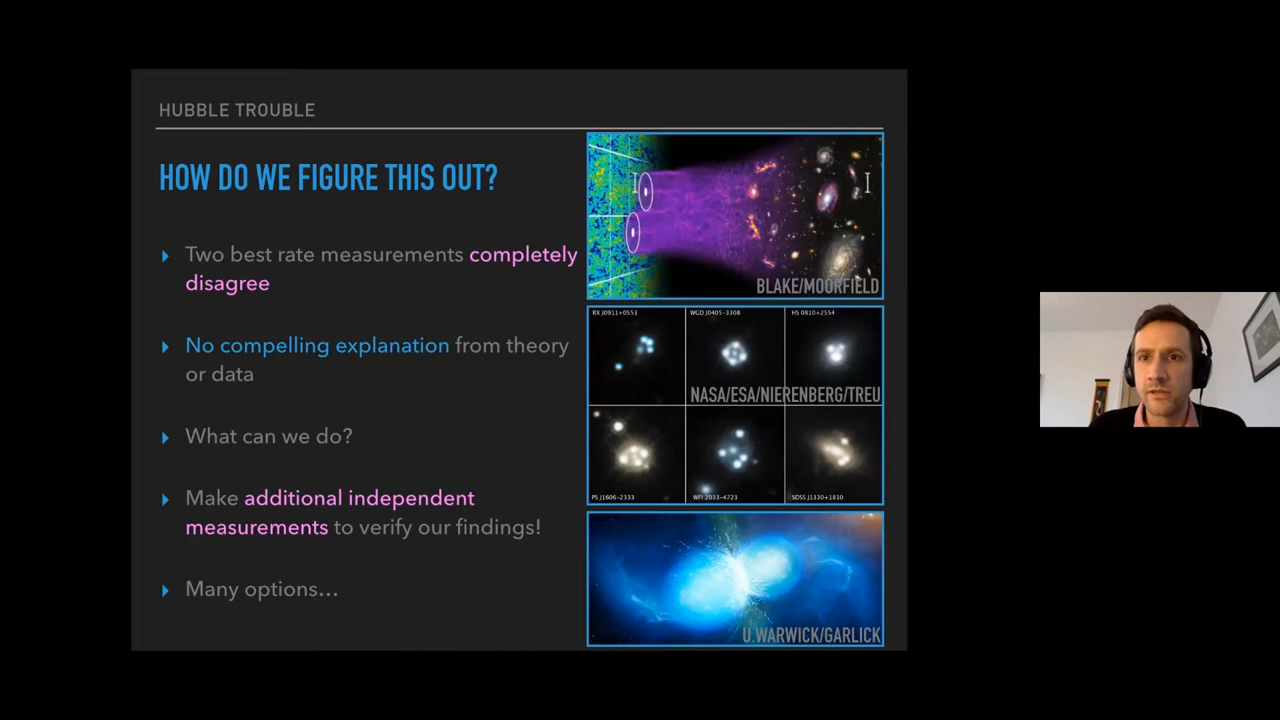 HUBBLE TROUBLE
HOW DO WE FIGURE THIS OUT?
Two best rate measurements completely
disagree
No compelling explanation from theory
or data
What can we do?
Make additional independent
measurements to verify our findings!
Many options…
BLAKE/MOORFIELD
RX J0911+0551
WGD J0405-3308
HS 0810+2554
NASA/ESA/NIERENBERG/TREU
PS J1606-2333
WFI 2033-4723
SDSS J1330+1810
U.WARWICK/GARLICK